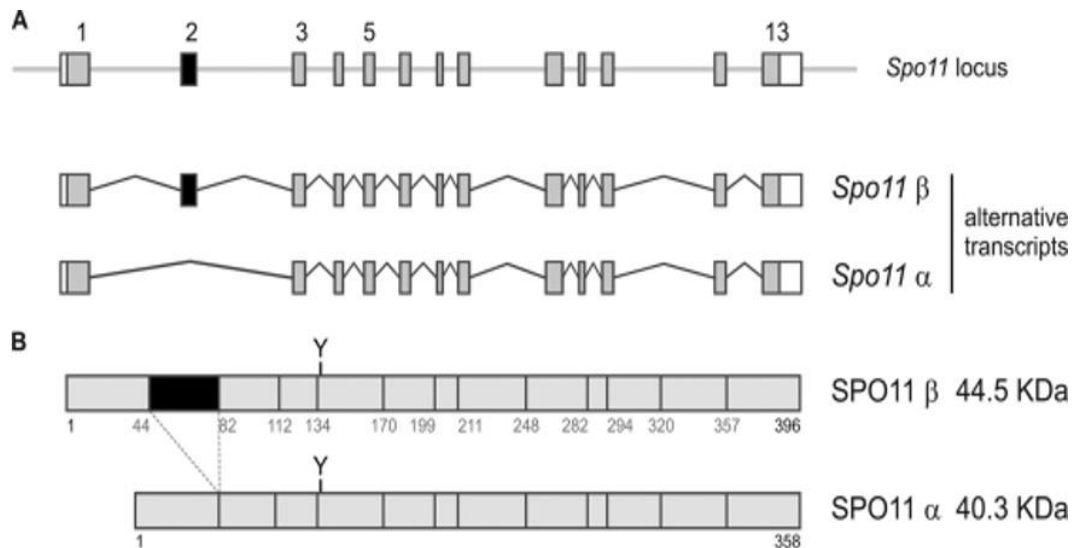 A
1 2 3 5 13
Spo11 locus
Spo11 β
alternative
transcripts
Spo11 α
B
Y
SPO11 β 44.5 KDa
1 44 82 112 134 170 199 211 248 282 294 320 357 396
Y
SPO11 α 40.3 KDa
1 358